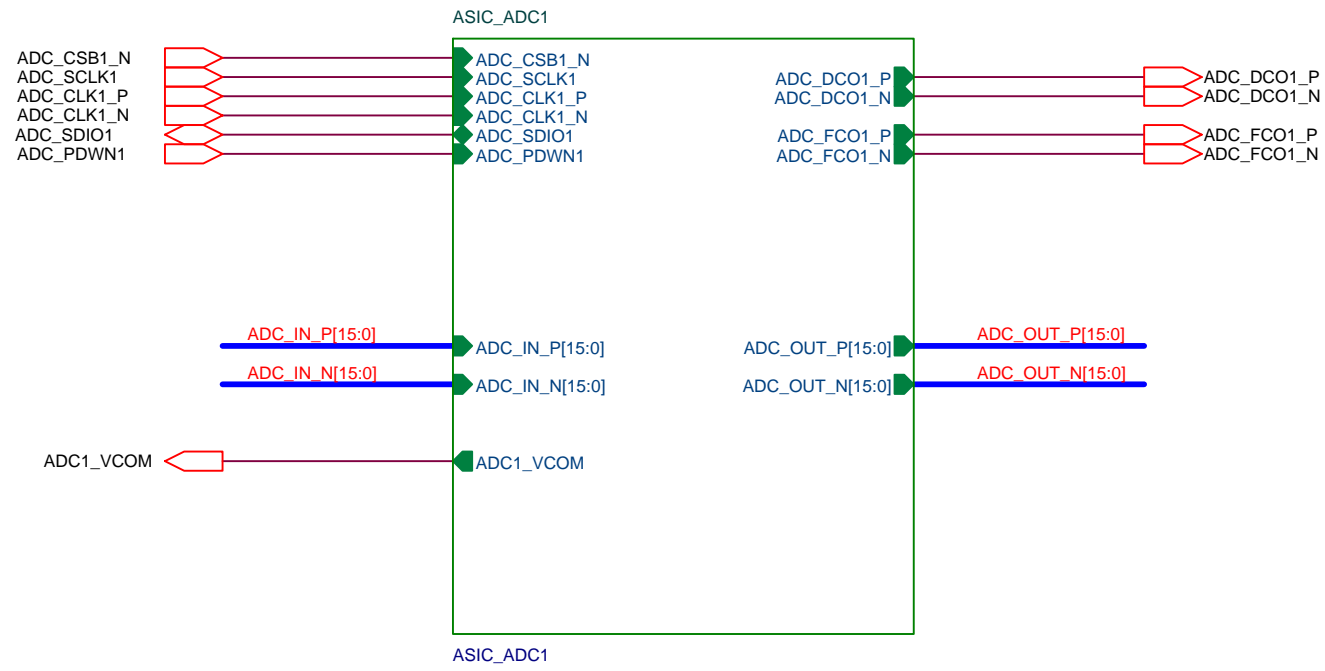 ASIC_ADC1
ADC_CSB1_N ADC_CSB1_N
ADC_SCLK1 ADC_SCLK1 ADC_DCO1_P ADC_DCO1_P
ADC_CLK1_P ADC_CLK1_P ADC_DCO1_N ADC_DCO1_N
ADC_CLK1_N ADC_CLK1_N
ADC_SDIO1 ADC_SDIO1 ADC_FCO1_P ADC_FCO1_P
ADC_PDWN1 ADC_PDWN1 ADC_FCO1_N ADC_FCO1_N
ADC_IN_P[15:0] ADC_IN_P[15:0] ADC_OUT_P[15:0] ADC_OUT_P[15:0]
ADC_IN_N[15:0] ADC_IN_N[15:0] ADC_OUT_N[15:0] ADC_OUT_N[15:0]
ADC1_VCOM ADC1_VCOM
ASIC_ADC1